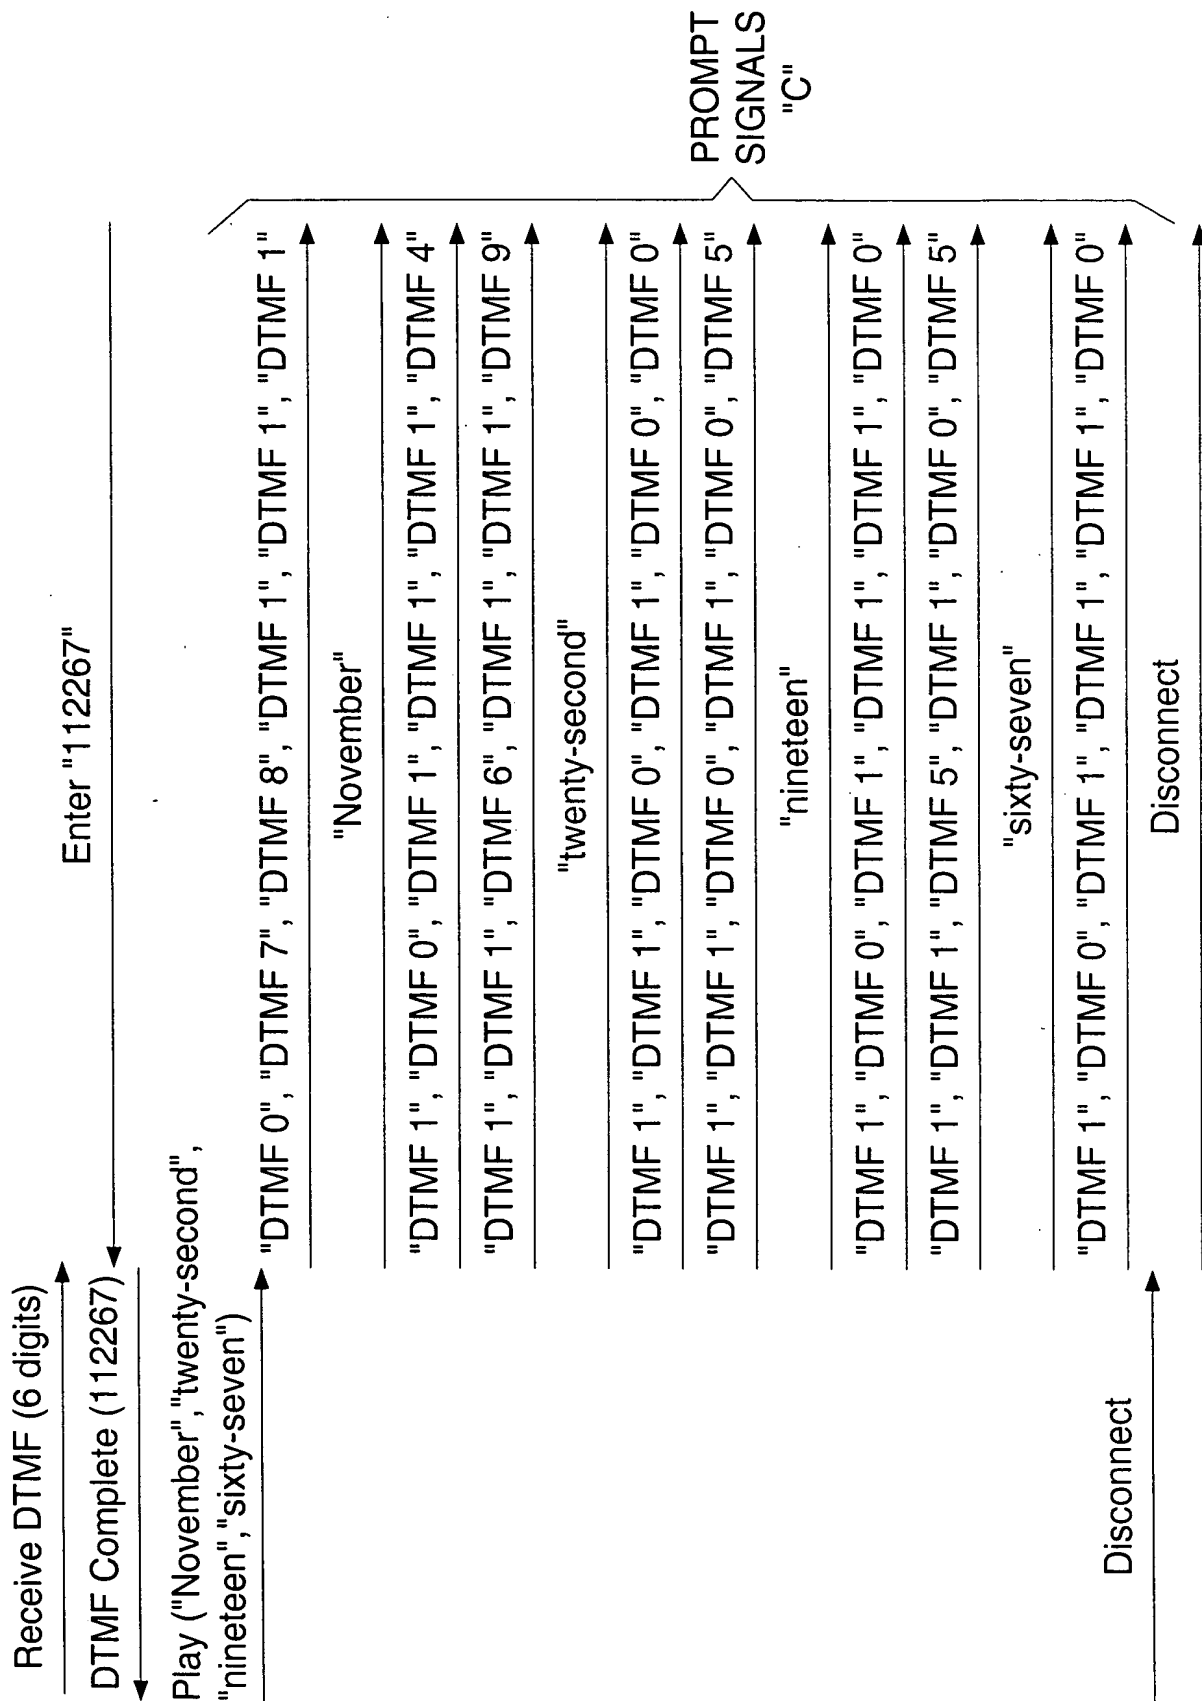 Receive DTMF (6 digits)
Enter "112267"
DTMF Complete (112267)
Play ("November","twenty-second",
"nineteen","sixty-seven")
"DTMF 0", "DTMF 7", "DTMF 8", "DTMF 1", "DTMF 1", "DTMF 1"
"November"
"DTMF 1", "DTMF 0", "DTMF 1", "DTMF 1", "DTMF 1", "DTMF 4"
"DTMF 1", "DTMF 1", "DTMF 6", "DTMF 1", "DTMF 1", "DTMF 9"
"twenty-second"
"DTMF 1", "DTMF 1", "DTMF 0", "DTMF 1", "DTMF 0", "DTMF 0"
"DTMF 1", "DTMF 1", "DTMF 0", "DTMF 1", "DTMF 0", "DTMF 5"
"nineteen"
"DTMF 1", "DTMF 0", "DTMF 1", "DTMF 1", "DTMF 1", "DTMF 0"
"DTMF 1", "DTMF 1", "DTMF 5", "DTMF 1", "DTMF 0", "DTMF 5"
"sixty-seven"
"DTMF 1", "DTMF 0", "DTMF 1", "DTMF 1", "DTMF 1", "DTMF 0"
Disconnect
Disconnect
PROMPT
SIGNALS
"C"